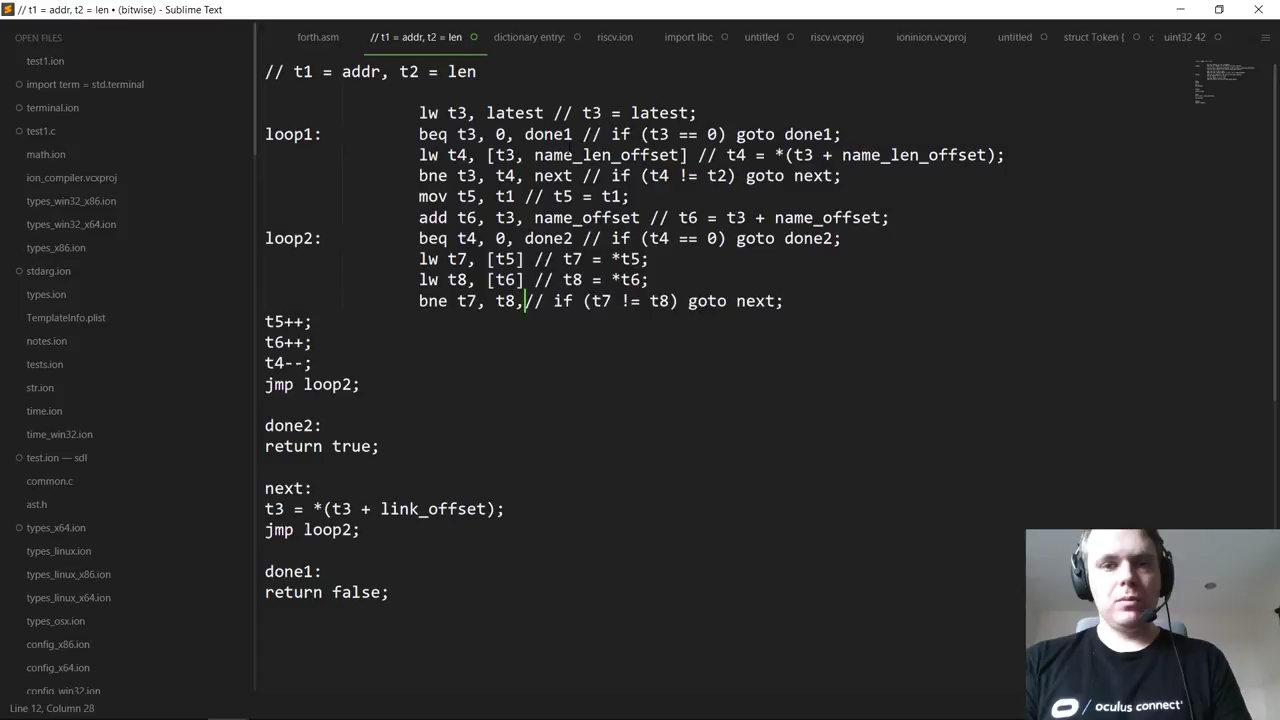 // t1 = addr, t2 = len • (bitwise) - Sublime Text
OPEN FILES
test1.ion
import term = std.terminal
terminal.ion
test1.c
math.ion
ion_compiler.vcxproj
types_win32_x86.ion
types_win32_x64.ion
types_x86.ion
stdarg.ion
types.ion
TemplateInfo.plist
notes.ion
tests.ion
str.ion
time.ion
time_win32.ion
test.ion — sdl
common.c
ast.h
types_x64.ion
types_linux.ion
types_linux_x86.ion
types_linux_x64.ion
types_osx.ion
config_x86.ion
config_x64.ion
config_win32.ion
forth.asm
// t1 = addr, t2 = len
dictionary entry:
riscv.ion
import libc
untitled
riscv.vcxproj
ioninion.vcxproj
untitled
struct Token {
uint32 42
// t1 = addr, t2 = len
lw t3, latest // t3 = latest;
loop1: beq t3, 0, done1 // if (t3 == 0) goto done1;
lw t4, [t3, name_len_offset] // t4 = *(t3 + name_len_offset);
bne t3, t4, next // if (t4 != t2) goto next;
mov t5, t1 // t5 = t1;
add t6, t3, name_offset // t6 = t3 + name_offset;
loop2: beq t4, 0, done2 // if (t4 == 0) goto done2;
lw t7, [t5] // t7 = *t5;
lw t8, [t6] // t8 = *t6;
bne t7, t8,// if (t7 != t8) goto next;
t5++;
t6++;
t4--;
jmp loop2;
done2:
return true;
next:
t3 = *(t3 + link_offset);
jmp loop2;
done1:
return false;
Line 12, Column 28
/ oculus connect